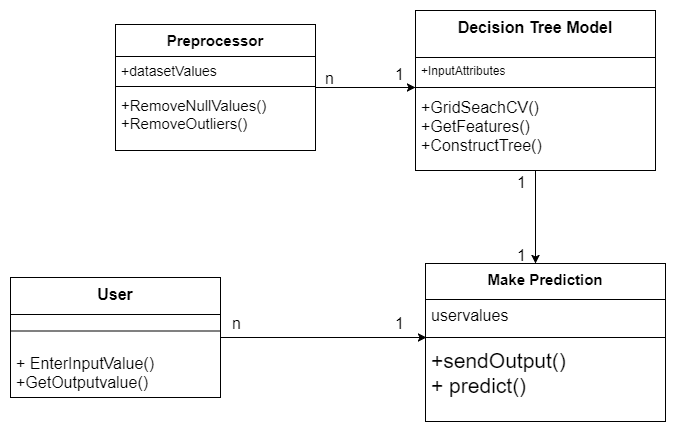 Preprocessor
+datasetValues
+RemoveNullValues()
+RemoveOutliers()
n
1
Decision Tree Model
+InputAttributes
+GridSeachCV()
+GetFeatures()
+ConstructTree()
1
1
User
+ EnterInputValue()
+GetOutputvalue()
n
1
Make Prediction
uservalues
+sendOutput()
+ predict()